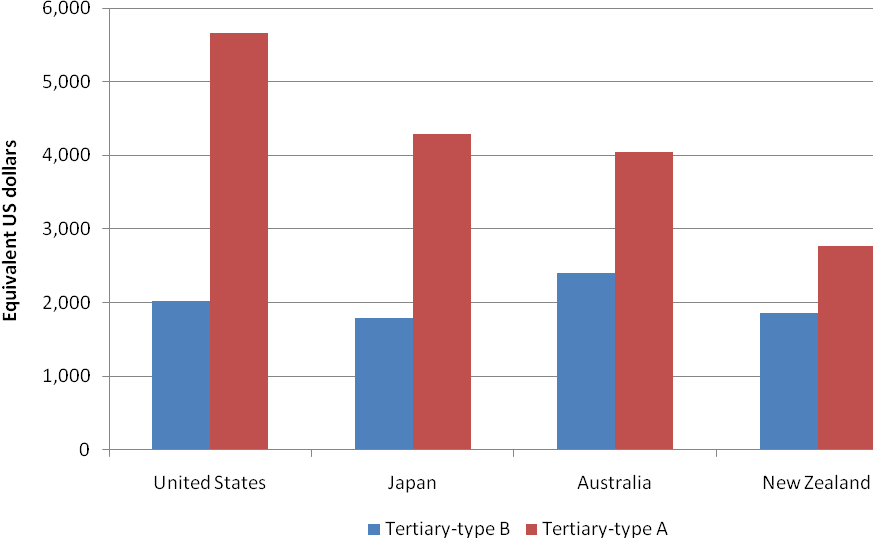 6,000
5,000
4,000
3,000
2,000
1,000
0
Equivalent US dollars
United States
Japan
Australia
New Zealand
Tertiary-type B
Tertiary-type A